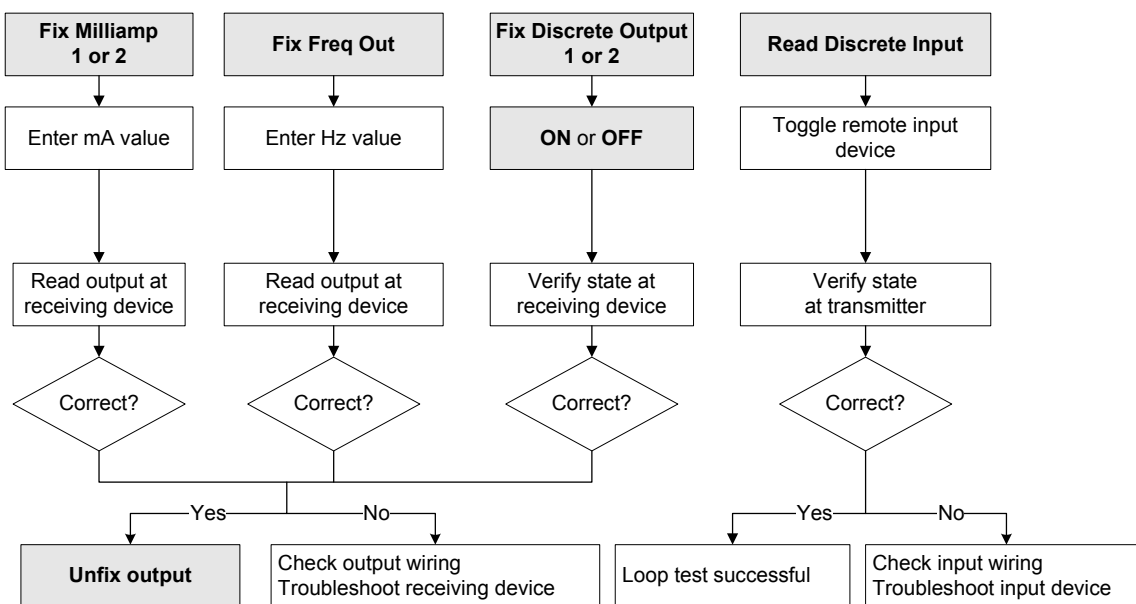 Fix Milliamp
1 or 2
Fix Freq Out
Fix Discrete Output
1 or 2
Read Discrete Input
Enter mA value
Enter Hz value
ON or OFF
Toggle remote input
device
Read output at
receiving device
Read output at
receiving device
Verify state at
receiving device
Verify state
at transmitter
Correct?
Correct?
Correct?
Correct?
Yes
No
Yes
No
Unfix output
Check output wiring
Troubleshoot receiving device
Loop test successful
Check input wiring
Troubleshoot input device